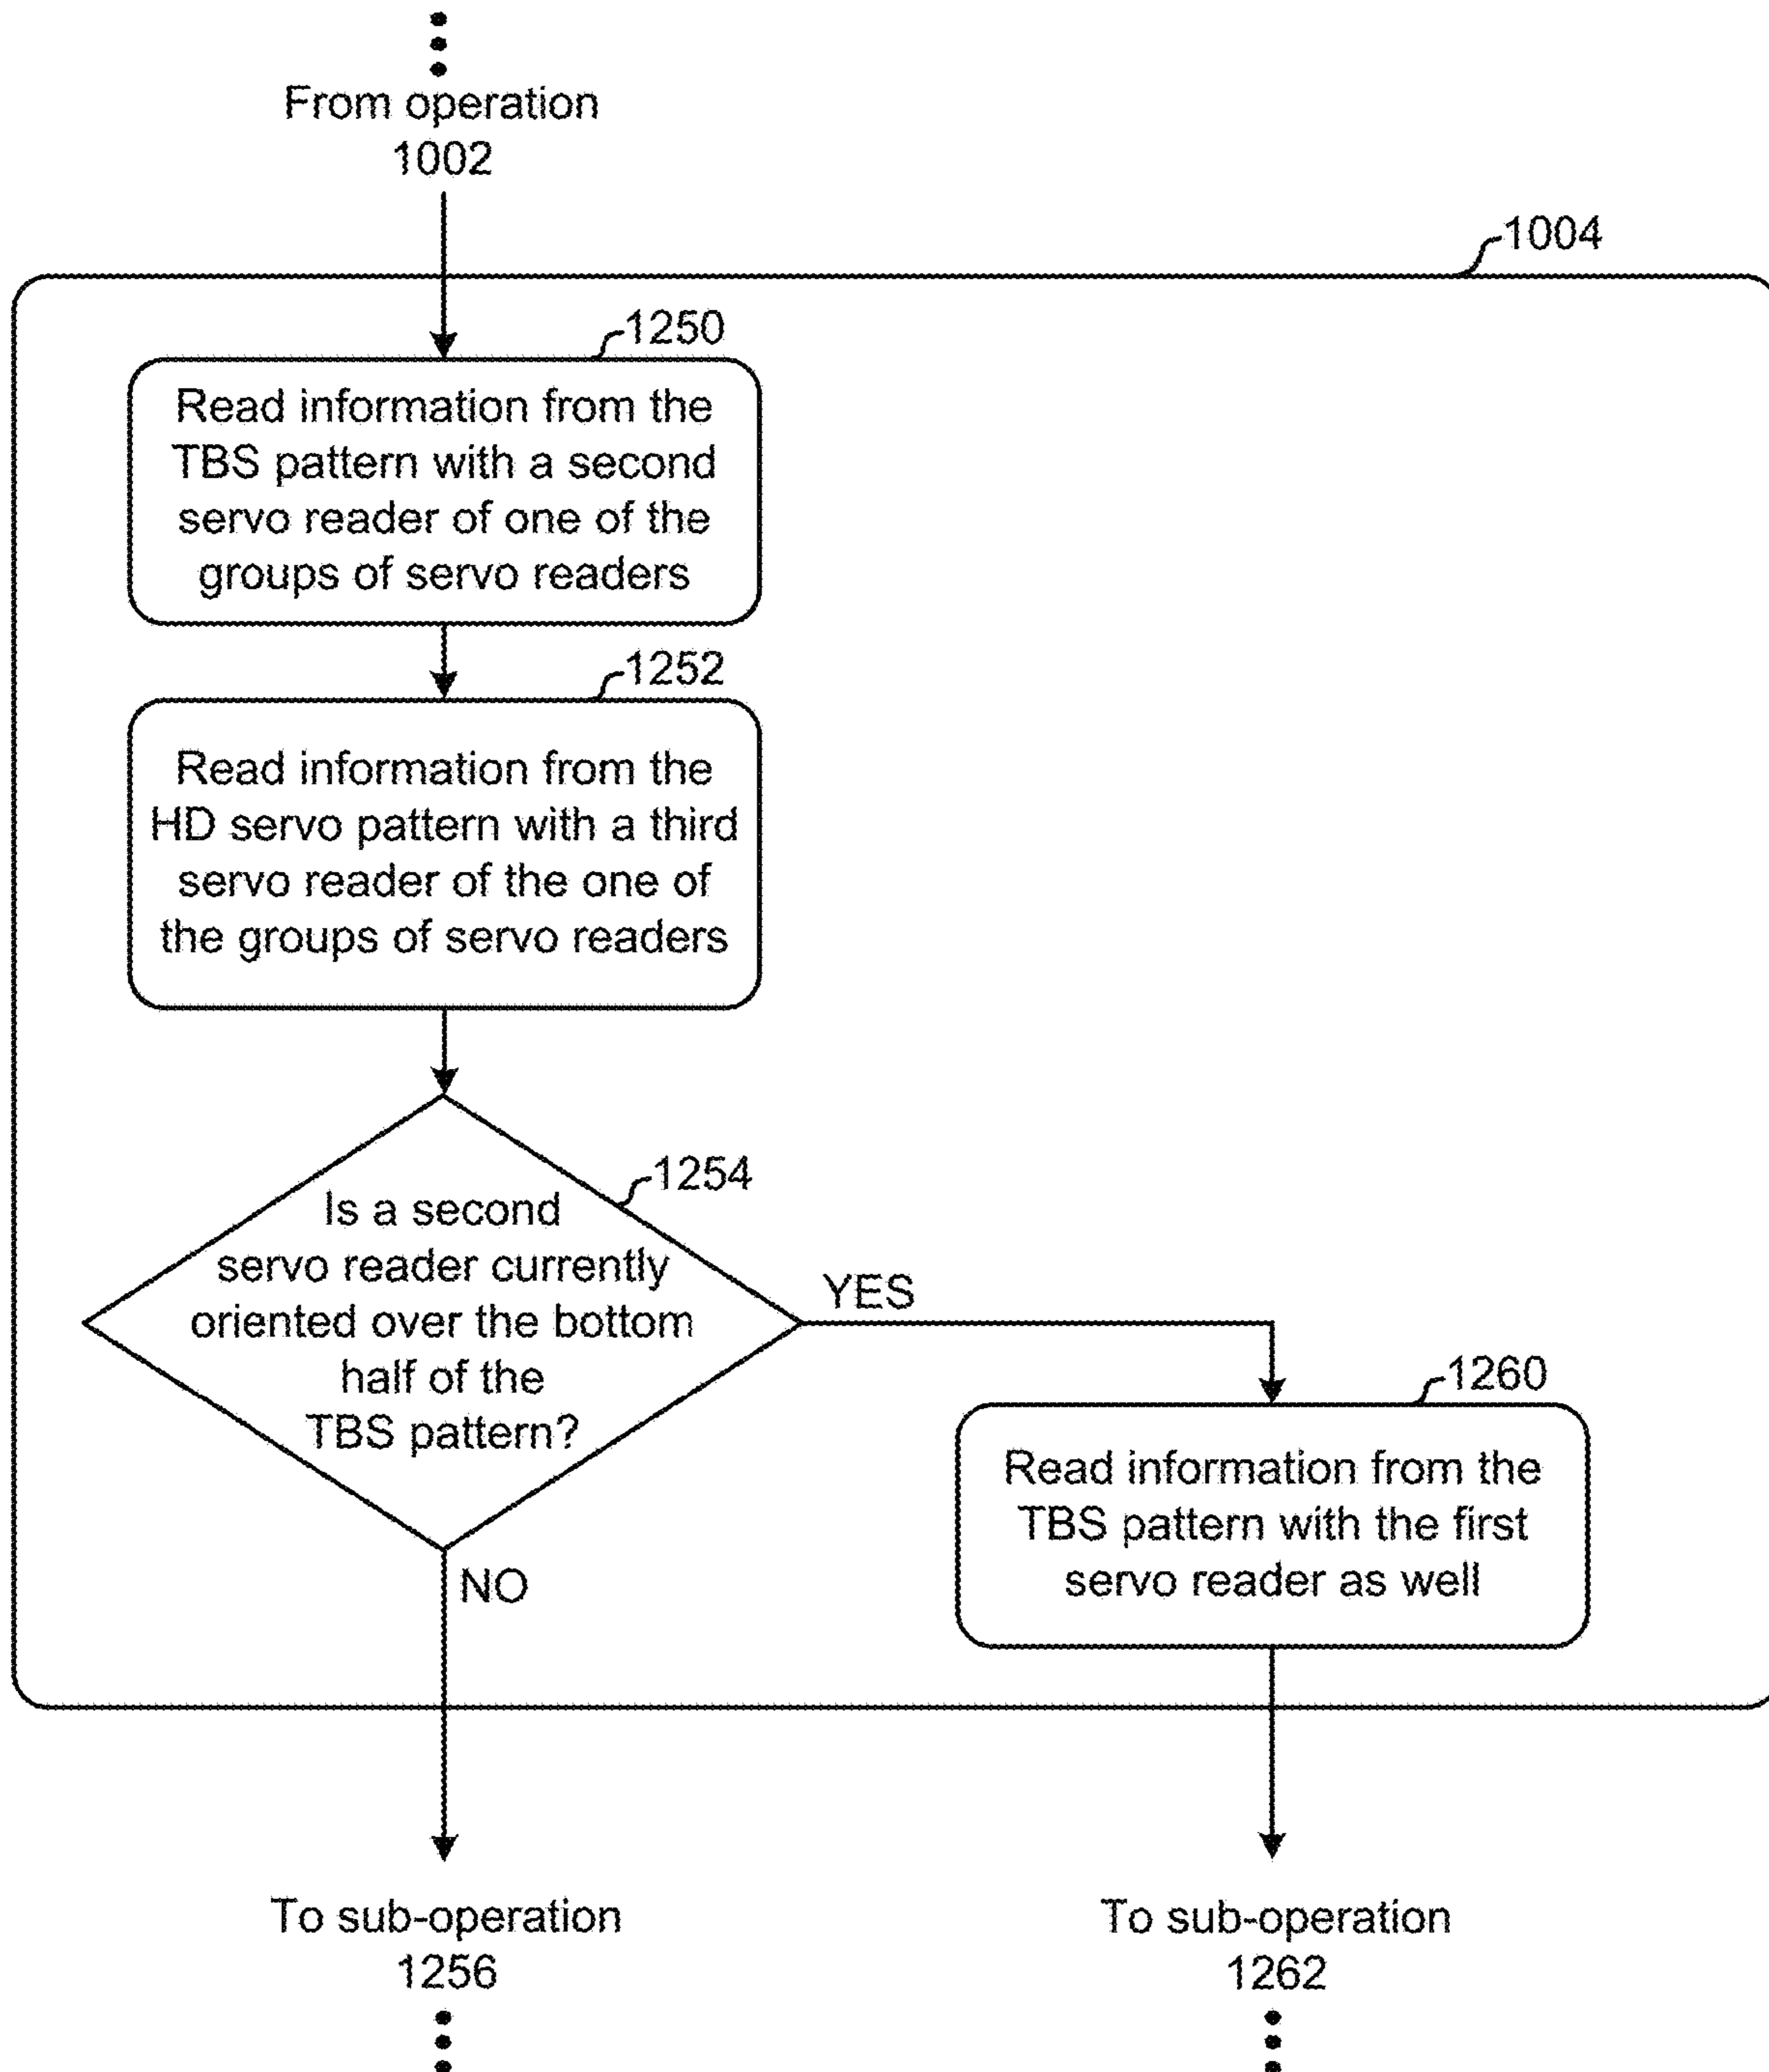 From operation
1002
1004
1250
Read information from the
TBS pattern with a second
servo reader of one of the
groups of servo readers
1252
Read information from the
HD servo pattern with a third
servo reader of the one of
the groups of servo readers
1254
Is a second
servo reader currently
oriented over the bottom
half of the
TBS pattern?
YES
NO
1260
Read information from the
TBS pattern with the first
servo reader as well
To sub-operation
1256
To sub-operation
1262